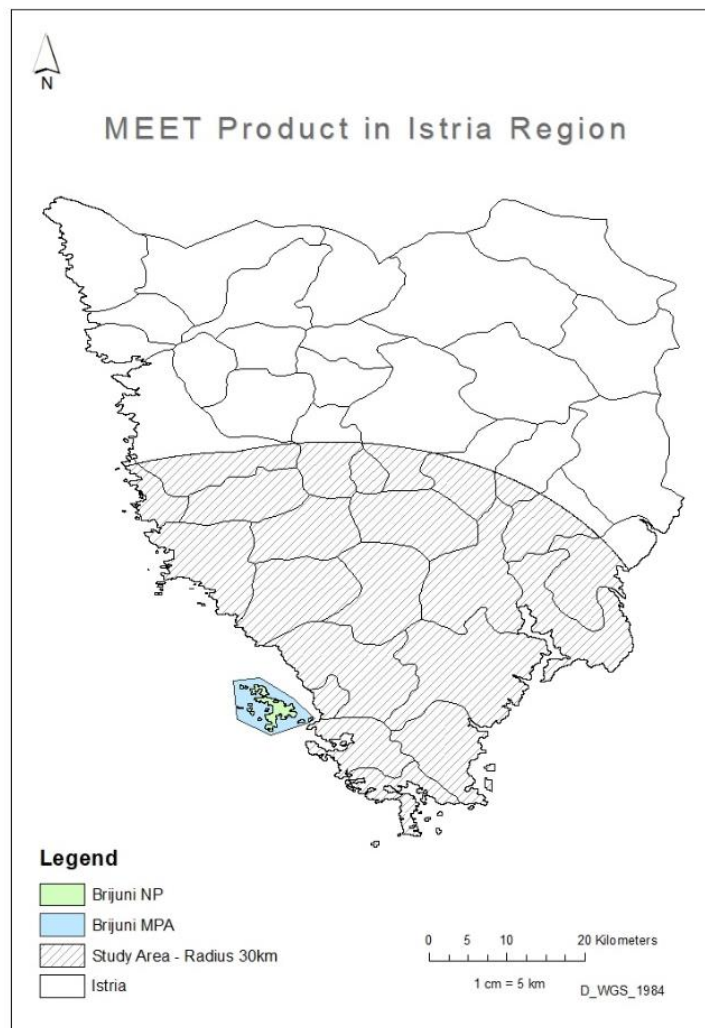 N
MEET Product in Istria Region
Legend
Brijuni NP
Brijuni MPA
Study Area - Radius 30km
Istria
0 5 10 20 Kilometers
1 cm = 5 km
D_WGS_1984